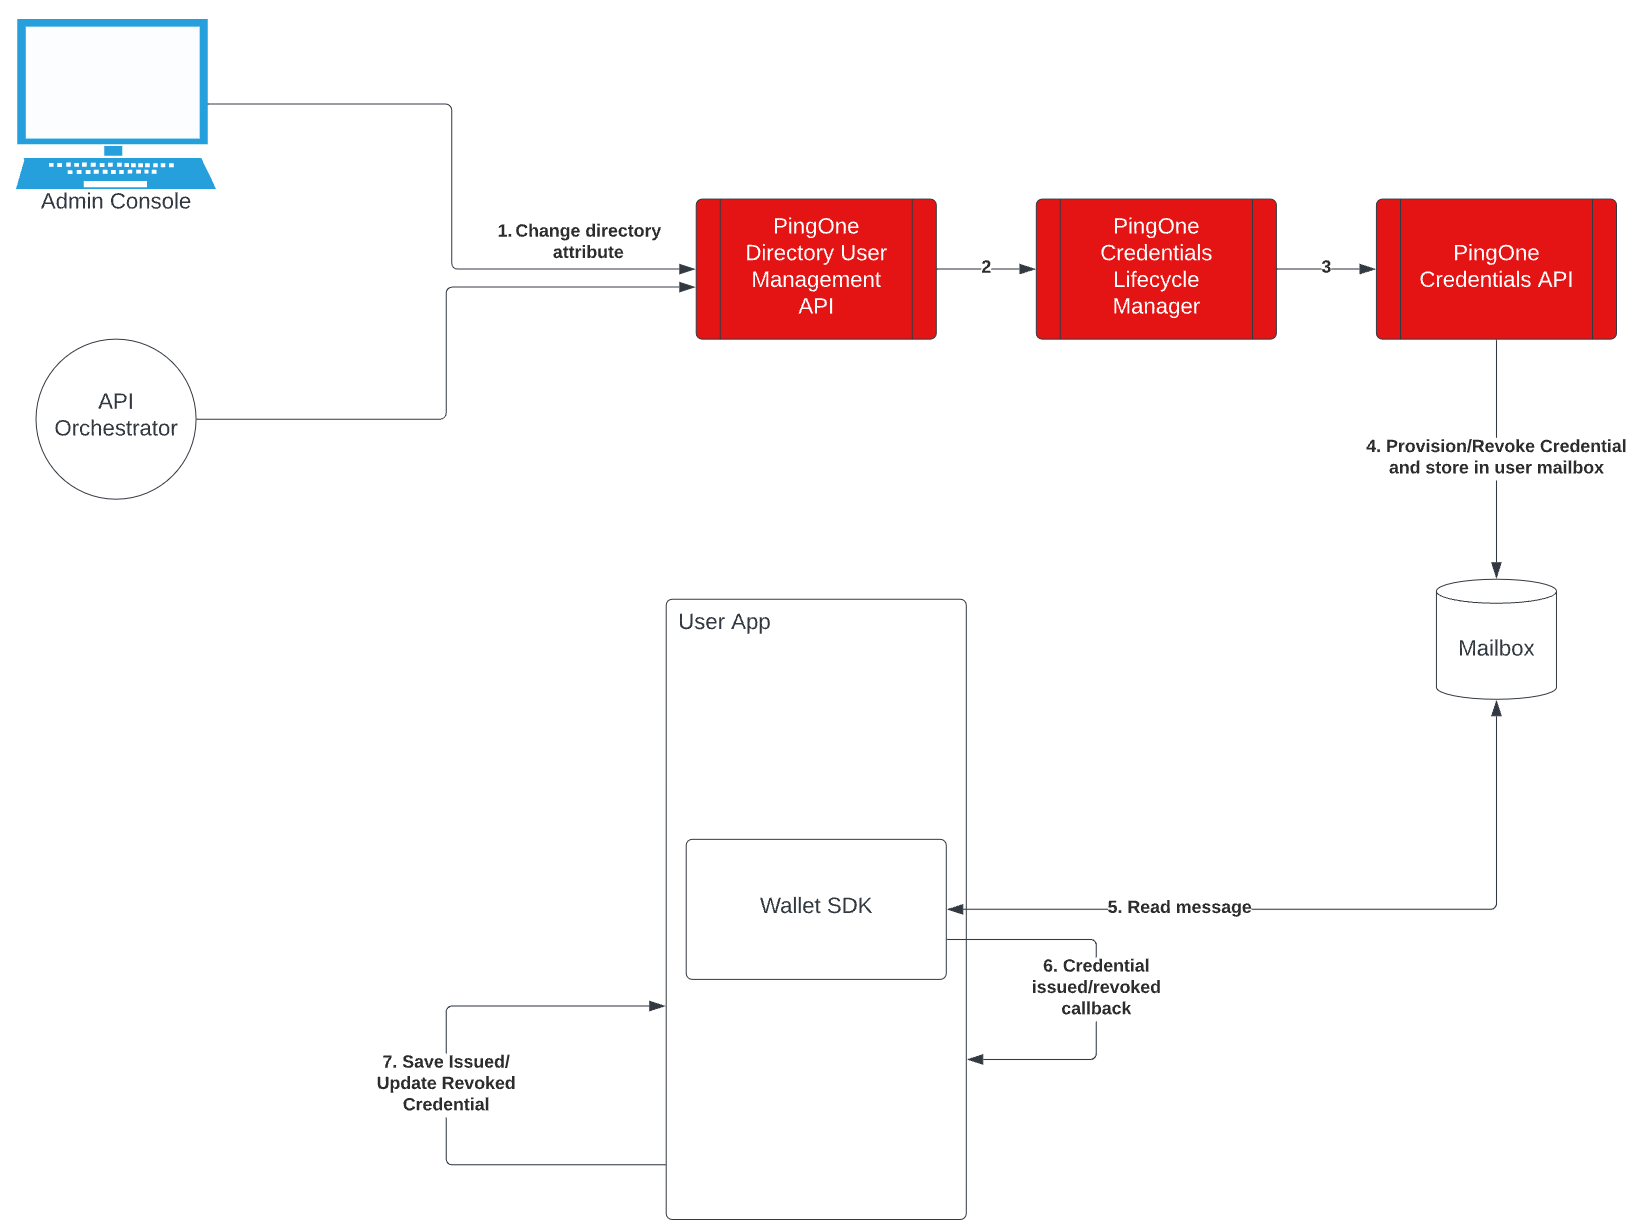 Admin Console
1. Change directory
attribute
PingOne
Directory User
Management
API
2
PingOne
Credentials
Lifecycle
Manager
3
PingOne
Credentials API
API
Orchestrator
4. Provision/Revoke Credential
and store in user mailbox
Mailbox
User App
Wallet SDK
5. Read message
6. Credential
issued/revoked
callback
7. Save Issued/
Update Revoked
Credential